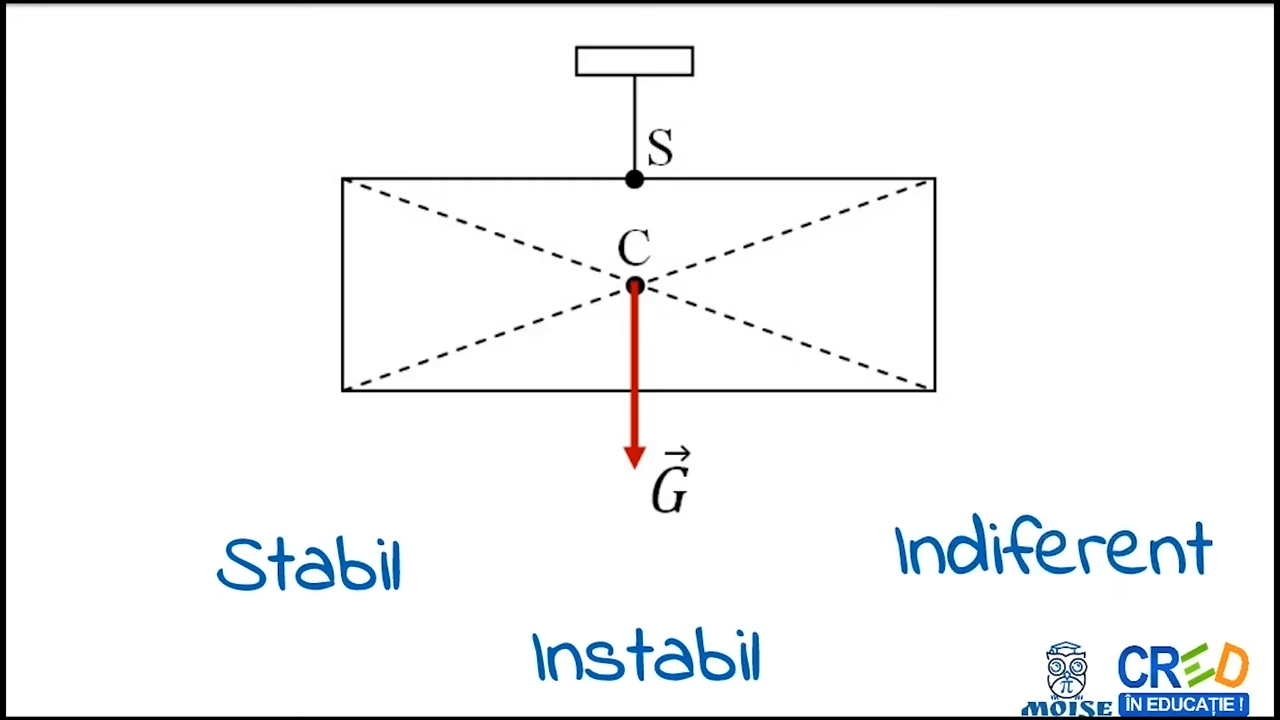 S
C
G
Stabil
Indiferent
Instabil
MOISE
CRED
ÎN EDUCAȚIE !